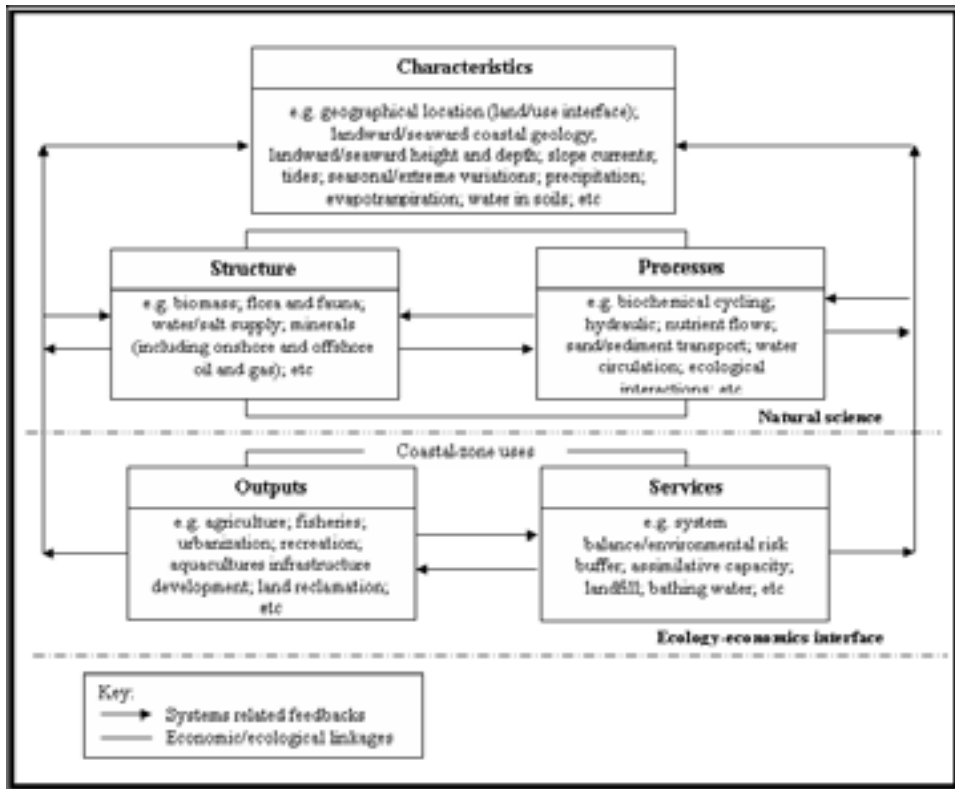 Characteristics
e.g. geographical location (land/use interface);
landward/seaward coastal geology;
landward/seaward height and depth; slope currents;
tides; seasonal/extreme variations; precipitation;
evapotranspiration; water in soils; etc
Structure
e.g. biomass; flora and fauna;
water/salt supply; minerals
(including onshore and offshore
oil and gas); etc
Processes
e.g. biochemical cycling;
hydraulic; nutrient flows;
sand/sediment transport; water
circulation; ecological
interactions; etc
Natural science
Coastal-zone uses
Outputs
e.g. agriculture; fisheries;
urbanization; recreation;
aquacultures infrastructure
development; land reclamation;
etc
Services
e.g. system
balance/environmental risk
buffer; assimilative capacity;
landfill; bathing water; etc
Ecology-economics interface
Key:
Systems related feedbacks
Economic/ecological linkages